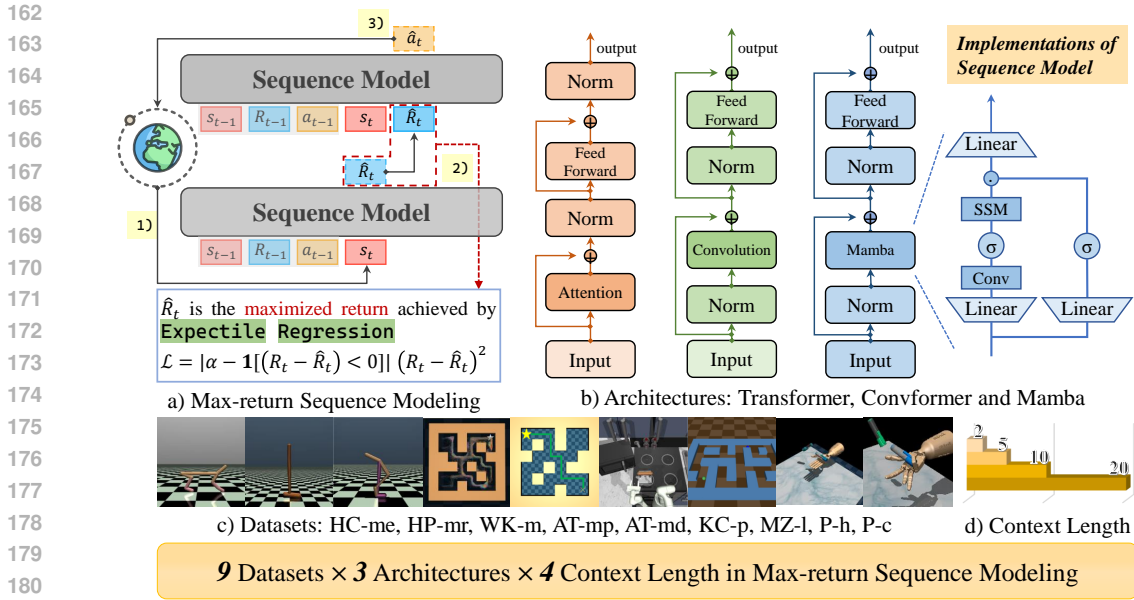 162
163
164
165
166
167
168
169
170
171
172
173
174
175
176
177
178
179
180
3)
â_t
Sequence Model
s_{t-1} R_{t-1} a_{t-1} s_t R̂_t
R̂_t
2)
Sequence Model
1)
s_{t-1} R_{t-1} a_{t-1} s_t
R̂_t is the maximized return achieved by
Expectile Regression
ℒ = |α − 1[(R_t − R̂_t) < 0]| (R_t − R̂_t)^2
a) Max-return Sequence Modeling
output
Norm
Feed
Forward
Norm
Attention
Input
output
Feed
Forward
Norm
Convolution
Norm
Input
output
Feed
Forward
Norm
Mamba
Norm
Input
Implementations of
Sequence Model
Linear
·
SSM
σ σ
Conv
Linear Linear
b) Architectures: Transformer, Convformer and Mamba
c) Datasets: HC-me, HP-mr, WK-m, AT-mp, AT-md, KC-p, MZ-l, P-h, P-c
2
5
10
20
d) Context Length
9 Datasets × 3 Architectures × 4 Context Length in Max-return Sequence Modeling